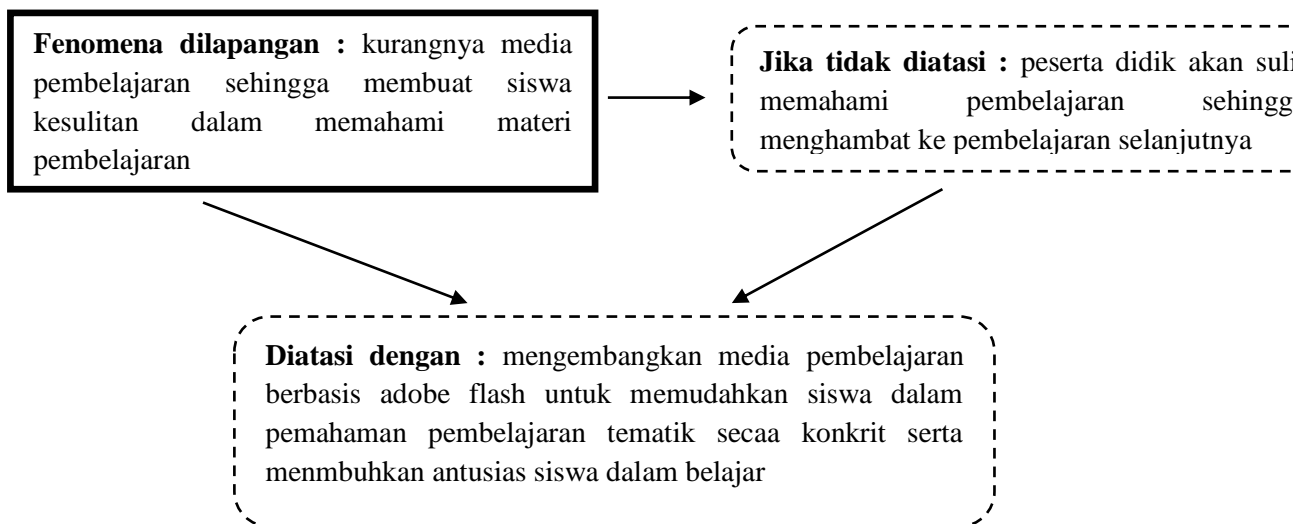 Fenomena dilapangan : kurangnya media
pembelajaran sehingga membuat siswa
kesulitan dalam memahami materi
pembelajaran
Jika tidak diatasi : peserta didik akan suli
memahami pembelajaran sehingg
menghambat ke pembelajaran selanjutnya
Diatasi dengan : mengembangkan media pembelajaran
berbasis adobe flash untuk memudahkan siswa dalam
pemahaman pembelajaran tematik secaa konkrit serta
menmbuhkan antusias siswa dalam belajar